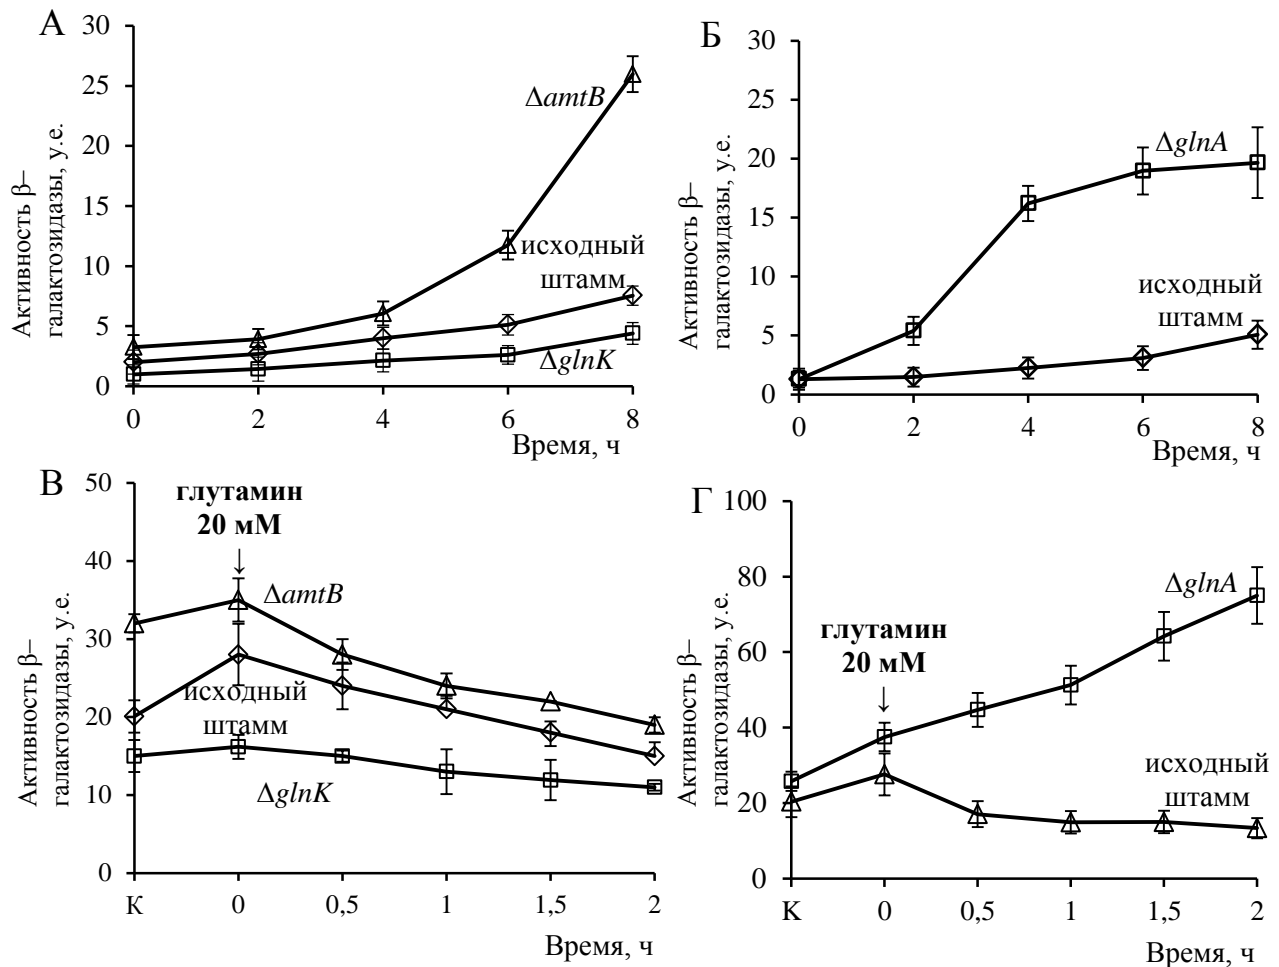 А
Активность β–
галактозидазы, у.е.
30
25
20
15
10
5
0
ΔamtB
исходный
штамм
ΔglnK
0 2 4 6 8
Время, ч
Б
Активность β–
галактозидазы, у.е.
30
25
20
15
10
5
0
ΔglnA
исходный
штамм
0 2 4 6 8
Время, ч
В
Активность β–
галактозидазы, у.е.
50
40
30
20
10
0
глутамин
20 мМ
↓
ΔamtB
исходный
штамм
ΔglnK
К 0 0,5 1 1,5 2
Время, ч
Г
Активность β–
галактозидазы, у.е.
100
80
60
40
20
0
глутамин
20 мМ
↓
ΔglnA
исходный
штамм
К 0 0,5 1 1,5 2
Время, ч